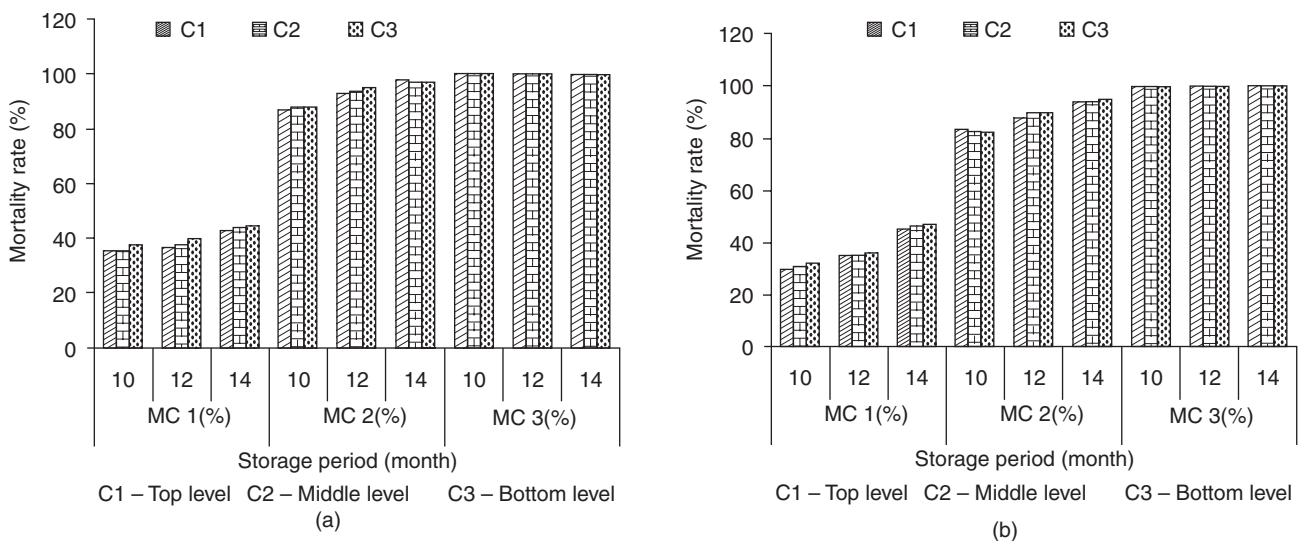 120
100
80
60
40
20
0
Mortality rate (%)
C1 C2 C3
10 12 14 10 12 14 10 12 14
MC 1(%) MC 2(%) MC 3(%)
Storage period (month)
C1 – Top level C2 – Middle level C3 – Bottom level
(a)
120
100
80
60
40
20
0
Mortality rate (%)
C1 C2 C3
10 12 14 10 12 14 10 12 14
MC 1(%) MC 2(%) MC 3(%)
Storage period (month)
C1 – Top level C2 – Middle level C3 – Bottom level
(b)